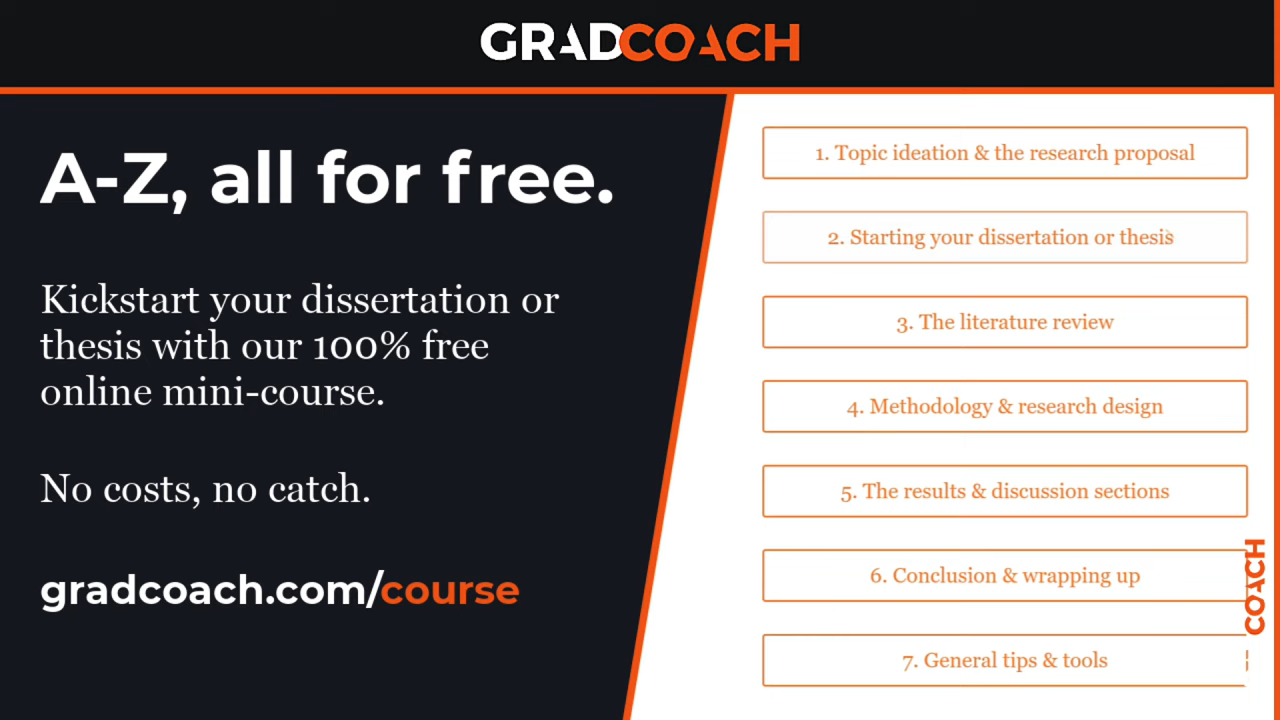 GRADCOACH
A-Z, all for free.
Kickstart your dissertation or
thesis with our 100% free
online mini-course.
No costs, no catch.
gradcoach.com/course
1. Topic ideation & the research proposal
2. Starting your dissertation or thesis
3. The literature review
4. Methodology & research design
5. The results & discussion sections
6. Conclusion & wrapping up
7. General tips & tools
COACH